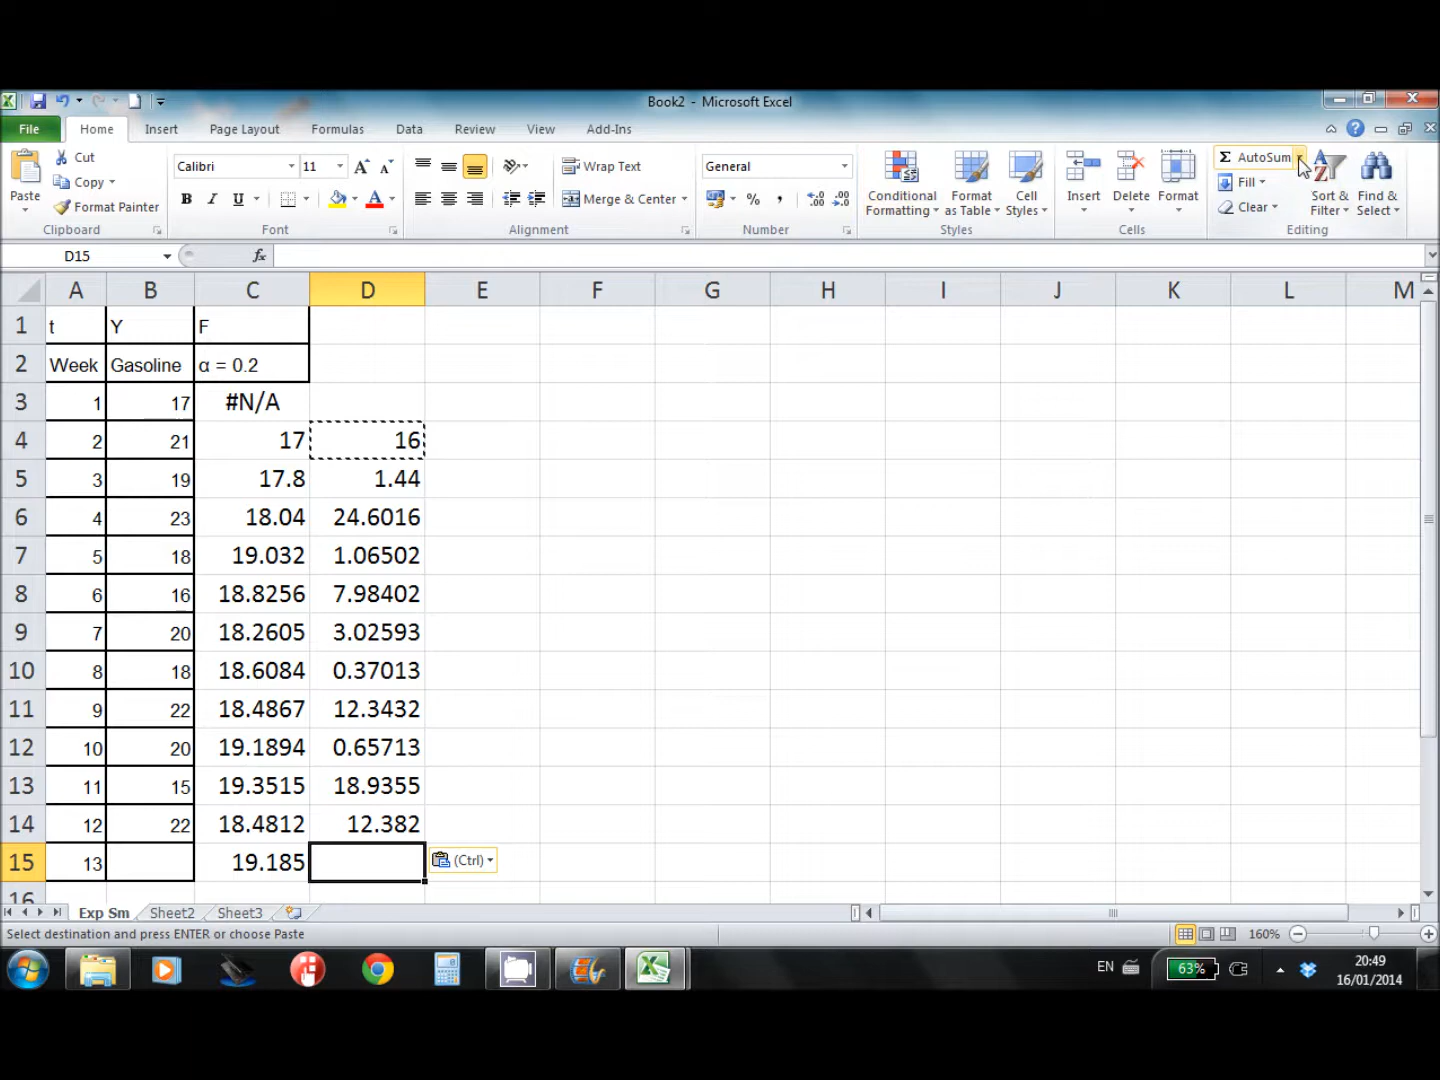 Book2 - Microsoft Excel
File Home Insert Page Layout Formulas Data Review View Add-Ins
Paste
Cut
Copy
Format Painter
Clipboard
Calibri 11
B I U
Font
Wrap Text
Merge & Center
Alignment
General
% ,
Number
Conditional Formatting
Format as Table
Cell Styles
Styles
Insert
Delete
Format
Cells
Σ AutoSum
Fill
Clear
Sort & Filter
Find & Select
Editing
D15 fx
A B C D E F G H I J K L M
1 t Y F
2 Week Gasoline α = 0.2
3 1 17 #N/A
4 2 21 17 16
5 3 19 17.8 1.44
6 4 23 18.04 24.6016
7 5 18 19.032 1.06502
8 6 16 18.8256 7.98402
9 7 20 18.2605 3.02593
10 8 18 18.6084 0.37013
11 9 22 18.4867 12.3432
12 10 20 19.1894 0.65713
13 11 15 19.3515 18.9355
14 12 22 18.4812 12.382
15 13 19.185 (Ctrl)
16
Exp Sm Sheet2 Sheet3
Select destination and press ENTER or choose Paste 160%
EN 63% 20:49
16/01/2014